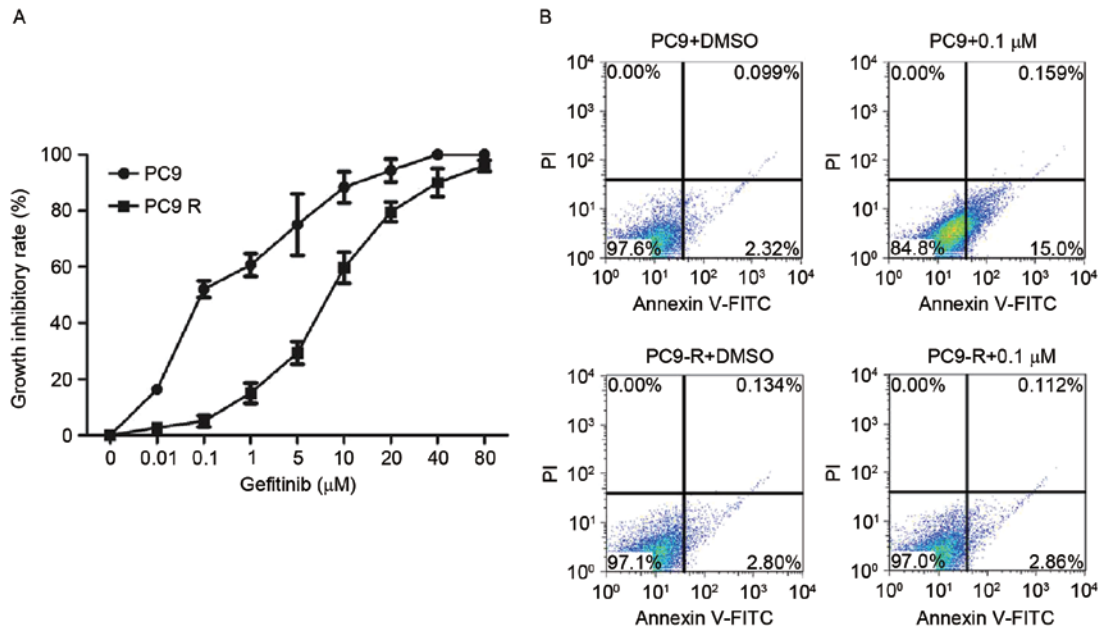 A
Growth inhibitory rate (%)
100
80
60
40
20
0
PC9
PC9 R
0 0.01 0.1 1 5 10 20 40 80
Gefitinib (μM)
B
PC9+DMSO
10⁴
10³
10²
10¹
10⁰
PI
0.00% 0.099%
97.6% 2.32%
10⁰ 10¹ 10² 10³ 10⁴
Annexin V-FITC
PC9+0.1 μM
10⁴
10³
10²
10¹
10⁰
PI
0.00% 0.159%
84.8% 15.0%
10⁰ 10¹ 10² 10³ 10⁴
Annexin V-FITC
PC9-R+DMSO
10⁴
10³
10²
10¹
10⁰
PI
0.00% 0.134%
97.1% 2.80%
10⁰ 10¹ 10² 10³ 10⁴
Annexin V-FITC
PC9-R+0.1 μM
10⁴
10³
10²
10¹
10⁰
PI
0.00% 0.112%
97.0% 2.86%
10⁰ 10¹ 10² 10³ 10⁴
Annexin V-FITC